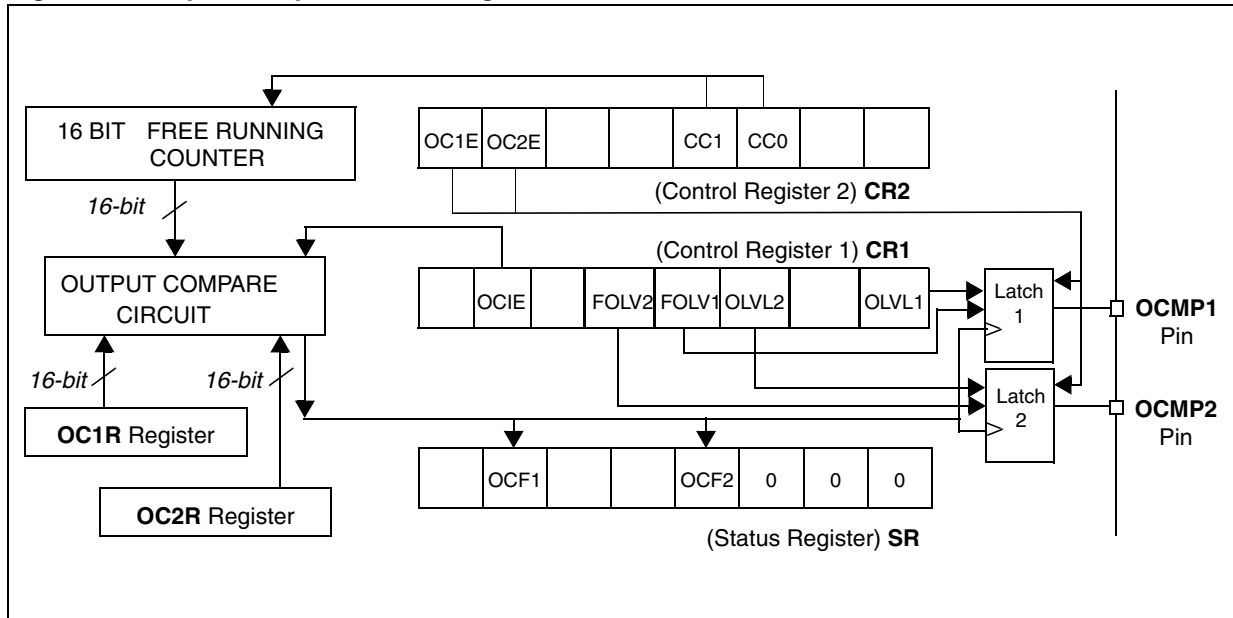 16 BIT FREE RUNNING
COUNTER
16-bit
OUTPUT COMPARE
CIRCUIT
16-bit
16-bit
OC1R Register
OC2R Register
OC1E OC2E CC1 CC0
(Control Register 2) CR2
(Control Register 1) CR1
OCIE FOLV2 FOLV1 OLVL2 OLVL1
OCF1 OCF2 0 0 0
(Status Register) SR
Latch
1
Latch
2
OCMP1
Pin
OCMP2
Pin